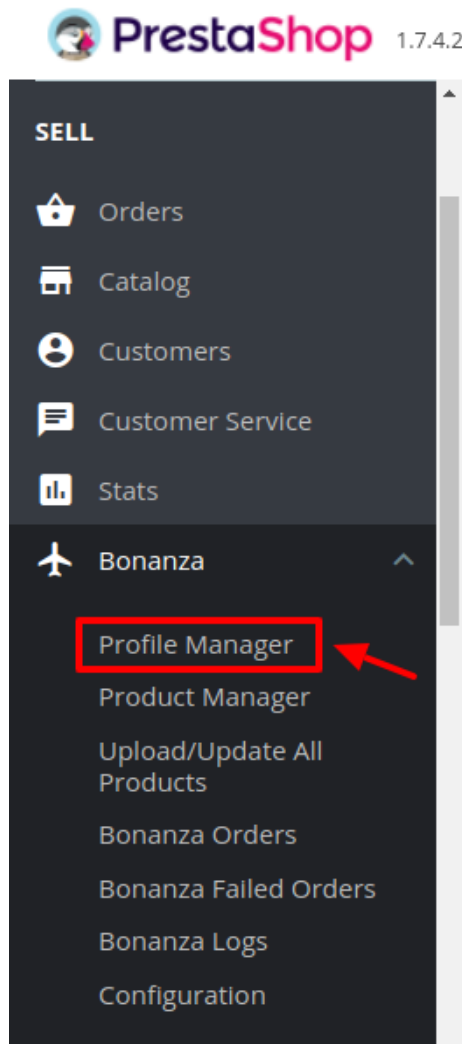 PrestaShop 1.7.4.2
SELL
Orders
Catalog
Customers
Customer Service
Stats
Bonanza
Profile Manager
Product Manager
Upload/Update All
Products
Bonanza Orders
Bonanza Failed Orders
Bonanza Logs
Configuration